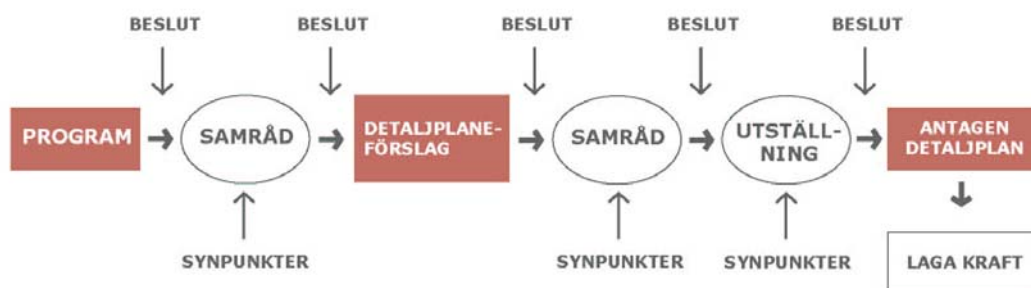 BESLUT BESLUT BESLUT BESLUT BESLUT
PROGRAM
SAMRÅD
DETALJPLANE-
FÖRSLAG
SAMRÅD
UTSTÄLL-
NING
ANTAGEN
DETALJPLAN
SYNPUNKTER SYNPUNKTER SYNPUNKTER
LAGA KRAFT